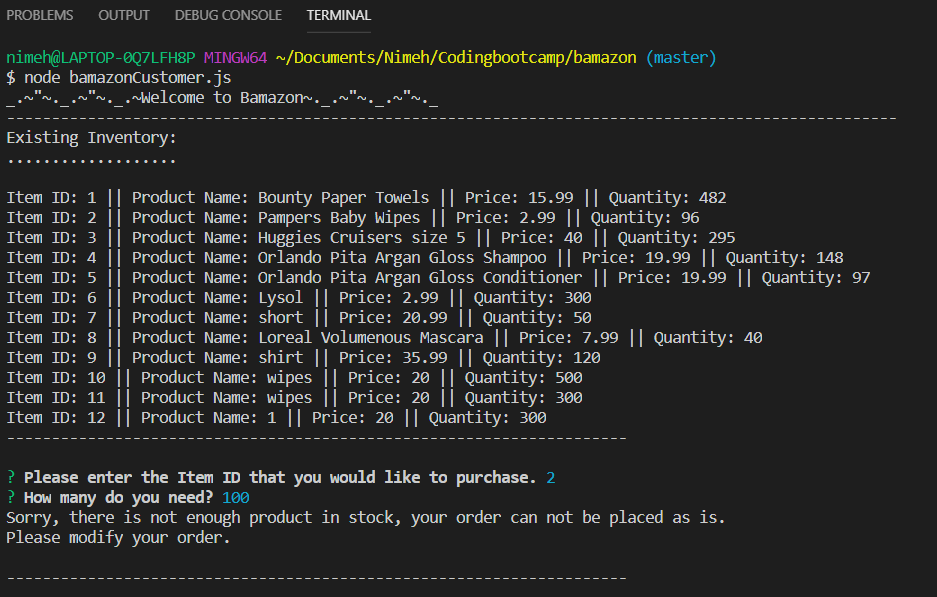 PROBLEMS OUTPUT DEBUG CONSOLE TERMINAL
nimeh@LAPTOP-0Q7LFH8P MINGW64 ~/Documents/Nimeh/Codingbootcamp/bamazon (master)
$ node bamazonCustomer.js
_.~"~._.~"~._.~Welcome to Bamazon~._.~"~._.~"~._
---------------------------------------------------------------------------------------------------
Existing Inventory:
...................
Item ID: 1 || Product Name: Bounty Paper Towels || Price: 15.99 || Quantity: 482
Item ID: 2 || Product Name: Pampers Baby Wipes || Price: 2.99 || Quantity: 96
Item ID: 3 || Product Name: Huggies Cruisers size 5 || Price: 40 || Quantity: 295
Item ID: 4 || Product Name: Orlando Pita Argan Gloss Shampoo || Price: 19.99 || Quantity: 148
Item ID: 5 || Product Name: Orlando Pita Argan Gloss Conditioner || Price: 19.99 || Quantity: 97
Item ID: 6 || Product Name: Lysol || Price: 2.99 || Quantity: 300
Item ID: 7 || Product Name: short || Price: 20.99 || Quantity: 50
Item ID: 8 || Product Name: Loreal Volumenous Mascara || Price: 7.99 || Quantity: 40
Item ID: 9 || Product Name: shirt || Price: 35.99 || Quantity: 120
Item ID: 10 || Product Name: wipes || Price: 20 || Quantity: 500
Item ID: 11 || Product Name: wipes || Price: 20 || Quantity: 300
Item ID: 12 || Product Name: 1 || Price: 20 || Quantity: 300
---------------------------------------------------------------------
? Please enter the Item ID that you would like to purchase. 2
? How many do you need? 100
Sorry, there is not enough product in stock, your order can not be placed as is.
Please modify your order.
---------------------------------------------------------------------